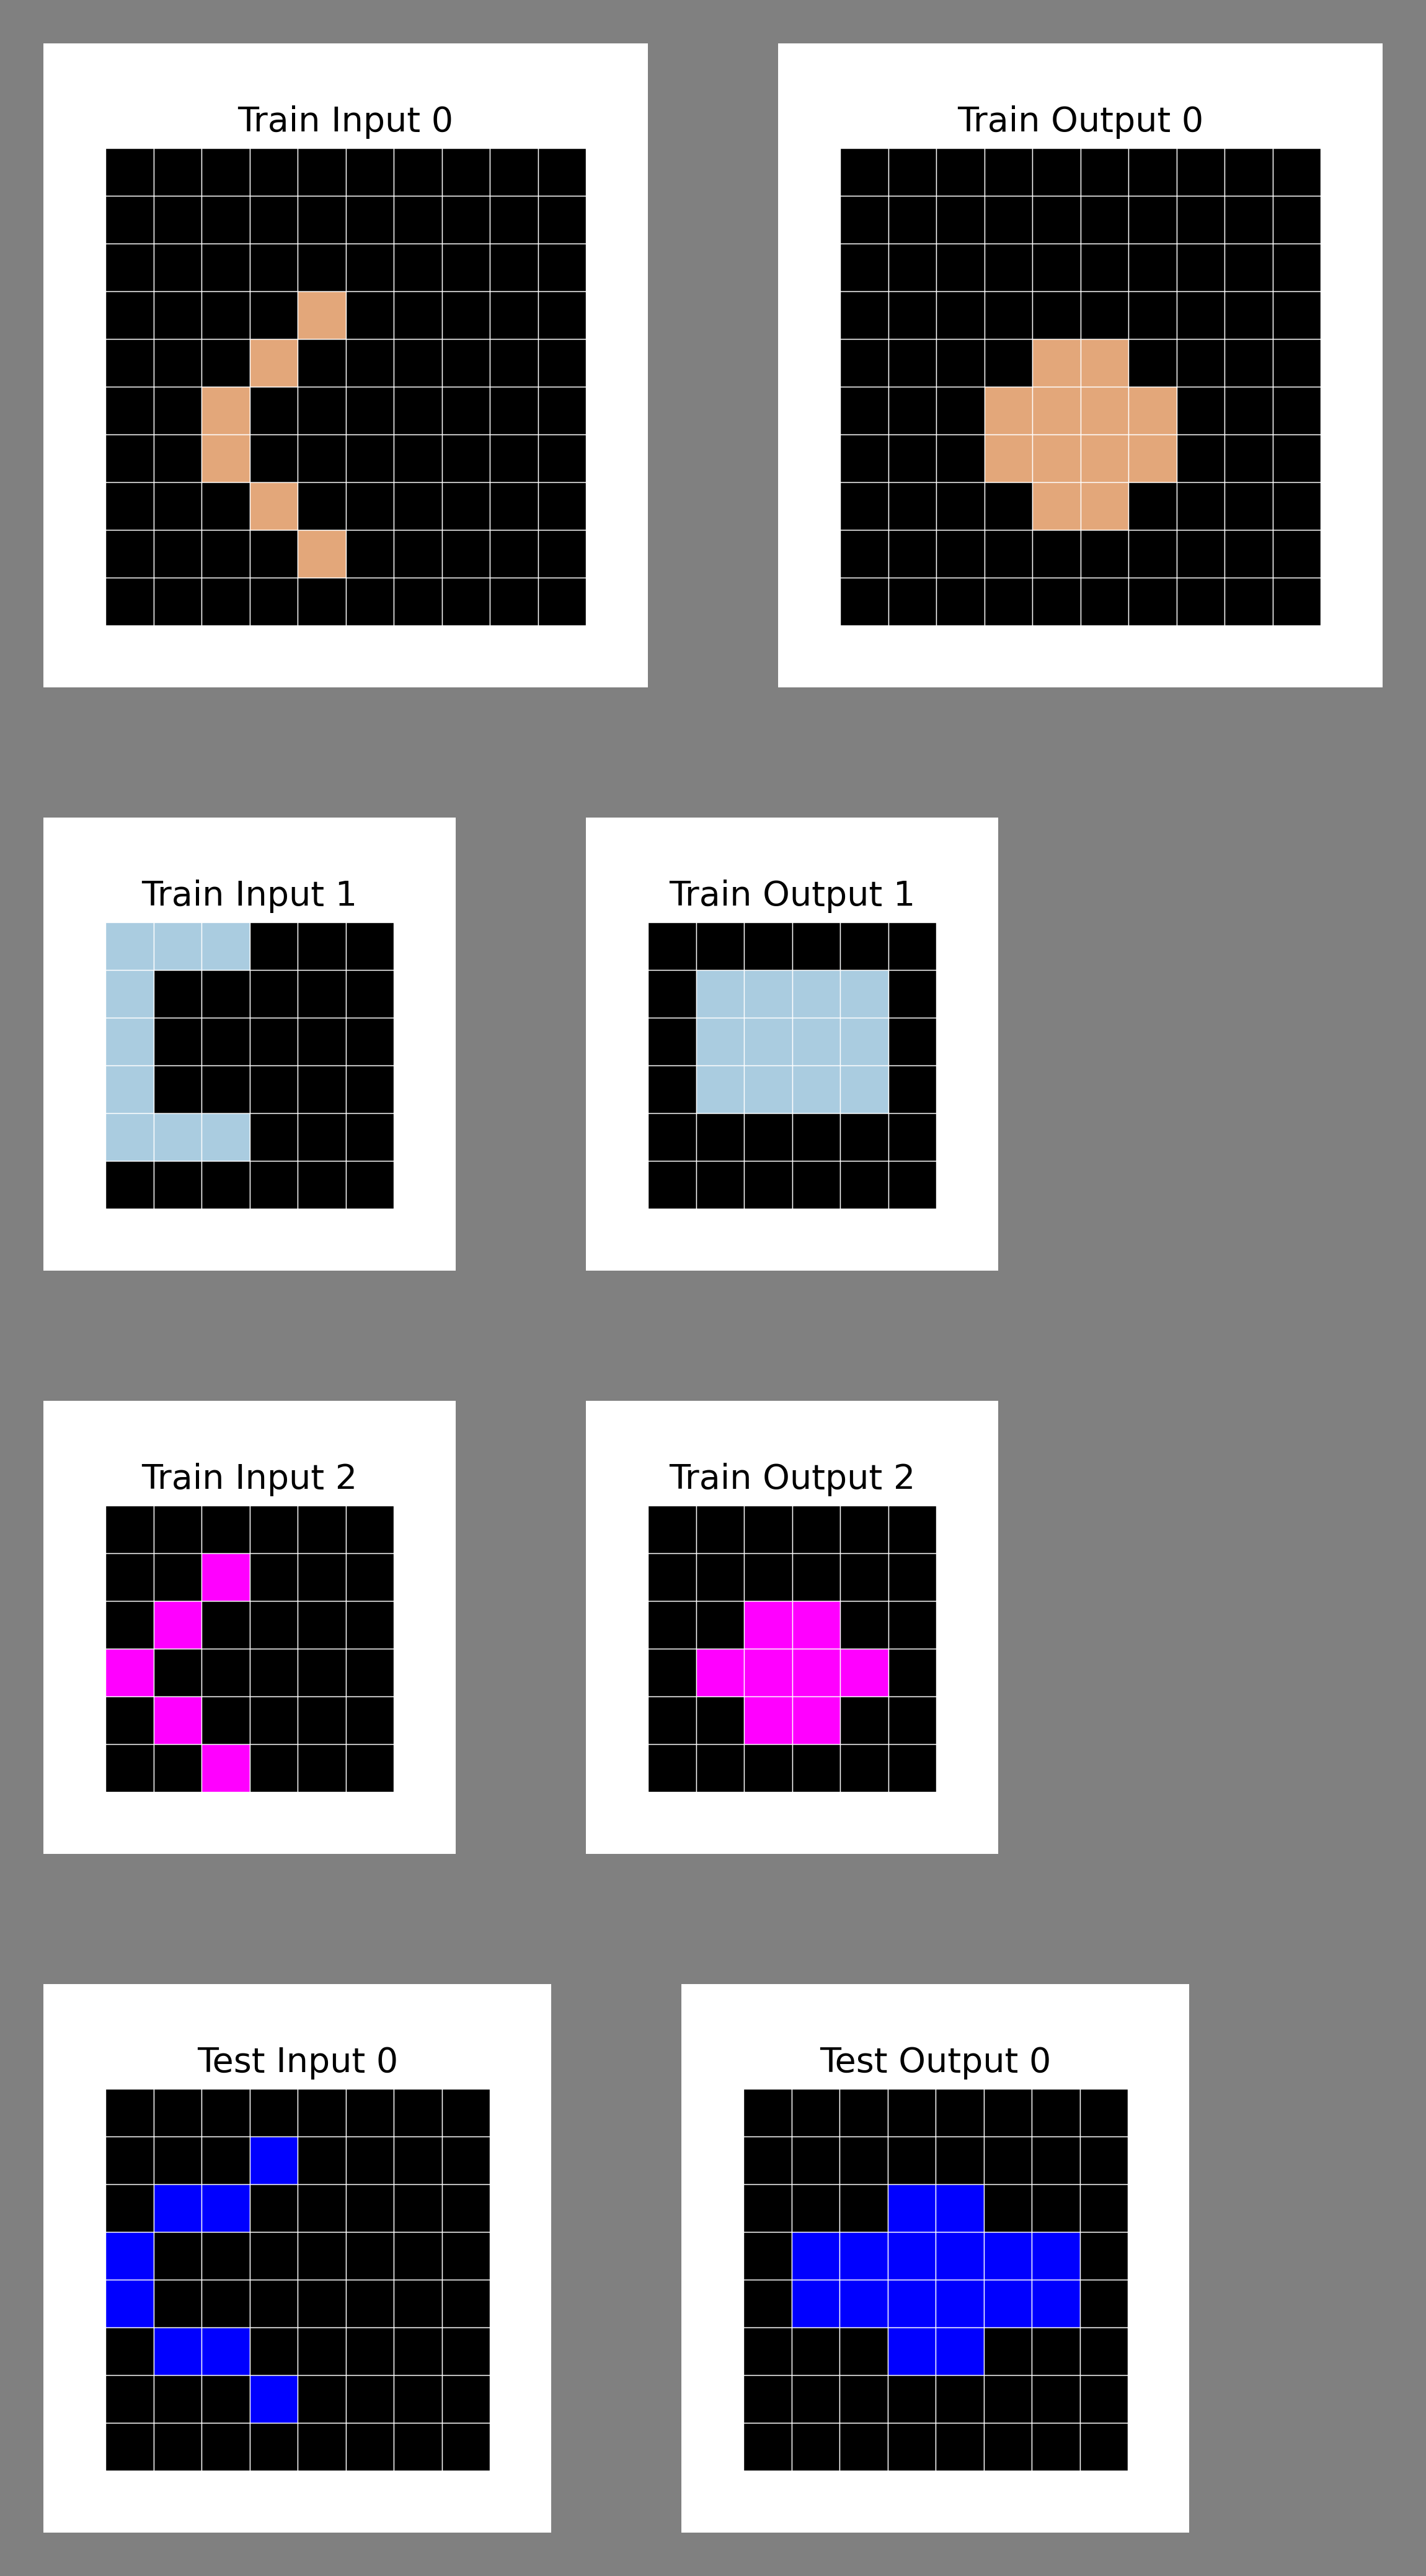 Train Input 0
Train Output 0
Train Input 1
Train Output 1
Train Input 2
Train Output 2
Test Input 0
Test Output 0